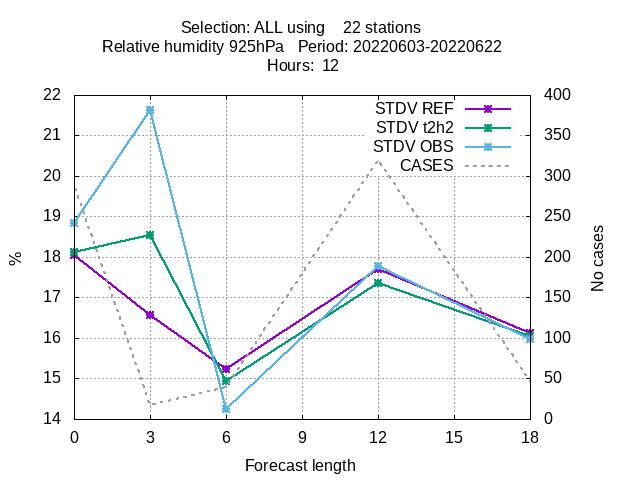 Selection: ALL using    22 stations
Relative humidity 925hPa   Period: 20220603-20220622
Hours:  12
STDV REF
STDV t2h2
STDV OBS
CASES
22
21
20
19
18
17
16
15
14
400
350
300
250
200
150
100
50
0
%
No cases
0 3 6 9 12 15 18
Forecast length